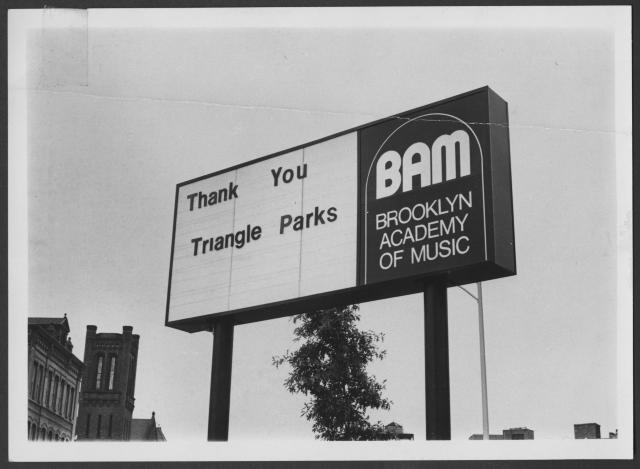 Thank You
Triangle Parks
BAM
BROOKLYN
ACADEMY
OF MUSIC